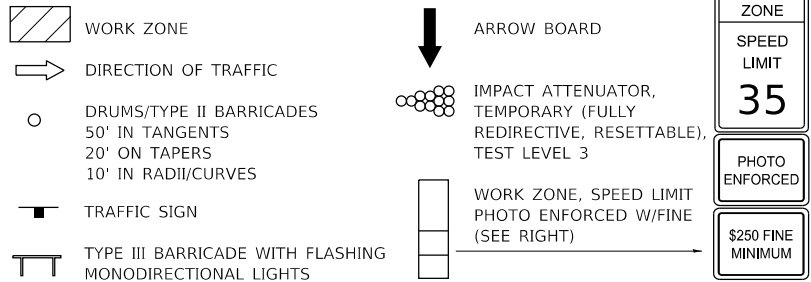 WORK ZONE
DIRECTION OF TRAFFIC
DRUMS/TYPE II BARRICADES
50' IN TANGENTS
20' ON TAPERS
10' IN RADII/CURVES
TRAFFIC SIGN
TYPE III BARRICADE WITH FLASHING
MONODIRECTIONAL LIGHTS
ARROW BOARD
IMPACT ATTENUATOR,
TEMPORARY (FULLY
REDIRECTIVE, RESETTABLE),
TEST LEVEL 3
WORK ZONE, SPEED LIMIT
PHOTO ENFORCED W/FINE
(SEE RIGHT)
ZONE
SPEED
LIMIT
35
PHOTO
ENFORCED
$250 FINE
MINIMUM